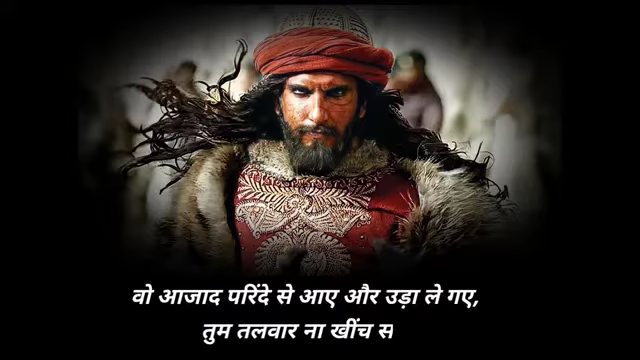 वो आजाद परिंदे से आए और उड़ा ले गए,
तुम तलवार ना खींच स